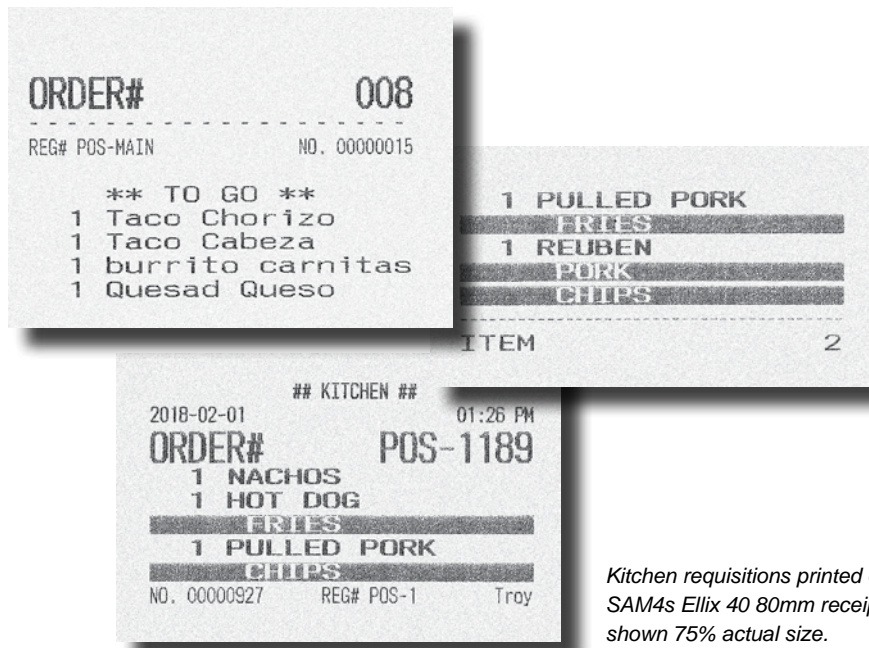 ORDER# 008
REG# POS-MAIN NO. 00000015
** TO GO **
1 Taco Chorizo
1 Taco Cabeza
1 burrito carnitas
1 Quesad Queso
1 PULLED PORK
FRIES
1 REUBEN
PORK
CHIPS
ITEM 2
## KITCHEN ##
2018-02-01 01:26 PM
ORDER# POS-1189
1 NACHOS
1 HOT DOG
FRIES
1 PULLED PORK
CHIPS
NO. 00000927 REG# POS-1 Troy
Kitchen requisitions printed
SAM4s Ellix 40 80mm receip
shown 75% actual size.